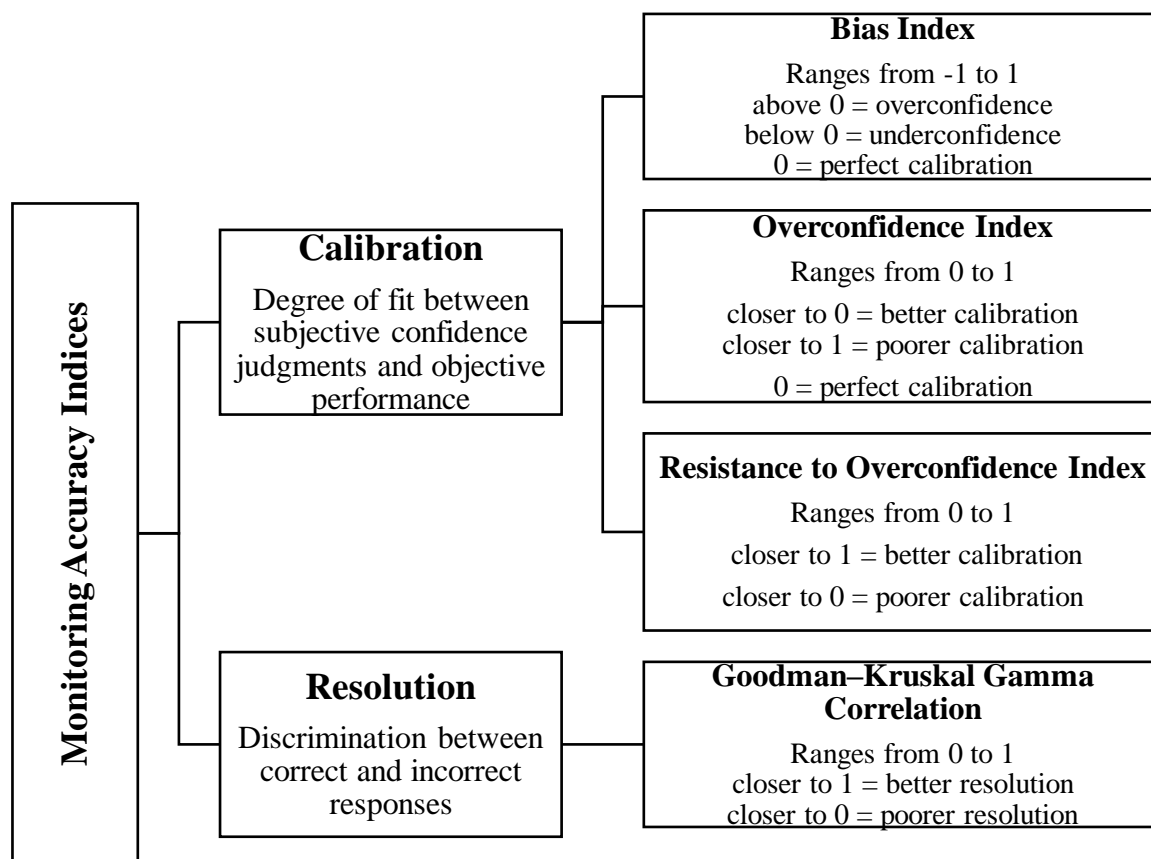 Monitoring Accuracy Indices
Calibration
Degree of fit between
subjective confidence
judgments and objective
performance
Resolution
Discrimination between
correct and incorrect
responses
Bias Index
Ranges from -1 to 1
above 0 = overconfidence
below 0 = underconfidence
0 = perfect calibration
Overconfidence Index
Ranges from 0 to 1
closer to 0 = better calibration
closer to 1 = poorer calibration
0 = perfect calibration
Resistance to Overconfidence Index
Ranges from 0 to 1
closer to 1 = better calibration
closer to 0 = poorer calibration
Goodman–Kruskal Gamma
Correlation
Ranges from 0 to 1
closer to 1 = better resolution
closer to 0 = poorer resolution